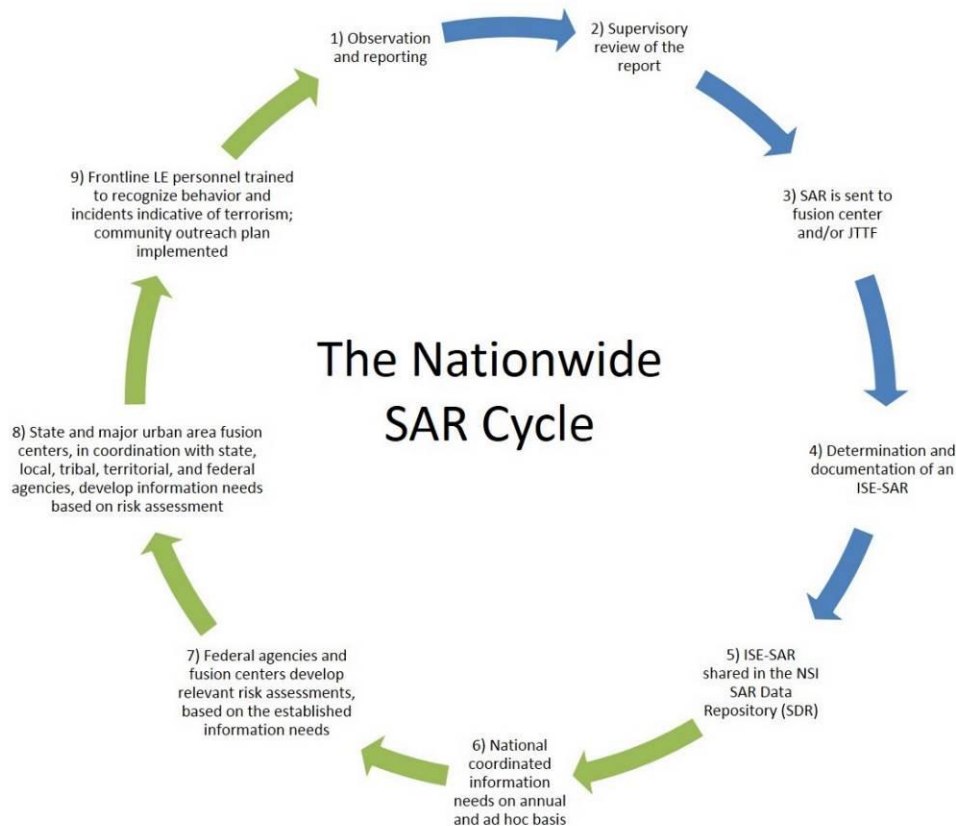 The Nationwide
SAR Cycle
1) Observation
and reporting
2) Supervisory
review of the
report
3) SAR is sent to
fusion center
and/or JTTF
4) Determination and
documentation of an
ISE-SAR
5) ISE-SAR
shared in the NSI
SAR Data
Repository (SDR)
6) National
coordinated
information
needs on annual
and ad hoc basis
7) Federal agencies and
fusion centers develop
relevant risk assessments,
based on the established
information needs
8) State and major urban area fusion
centers, in coordination with state,
local, tribal, territorial, and federal
agencies, develop information needs
based on risk assessment
9) Frontline LE personnel trained
to recognize behavior and
incidents indicative of terrorism;
community outreach plan
implemented